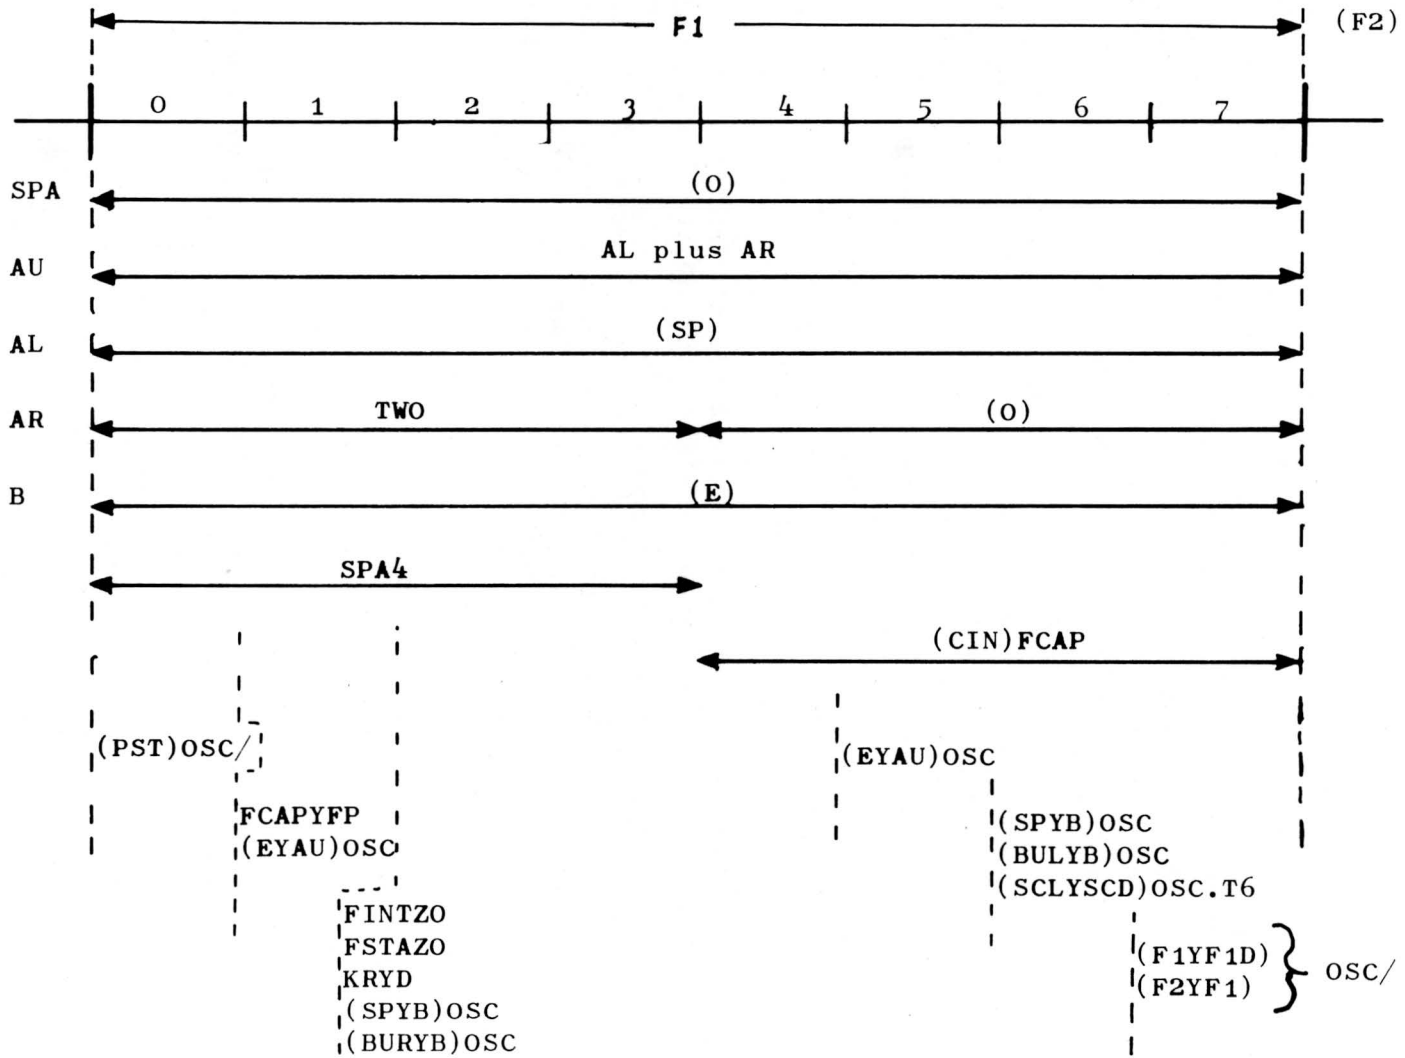 F1 (F2)
0 1 2 3 4 5 6 7
SPA (0)
AU AL plus AR
AL (SP)
AR TWO (0)
B (E)
SPA4
(CIN)FCAP
(PST)OSC/
(EYAU)OSC
FCAPYFP
(EYAU)OSC
(SPYB)OSC
(BULYB)OSC
(SCLYSCD)OSC.T6
FINTZO
FSTAZO
KRYD
(SPYB)OSC
(BURYB)OSC
(F1YF1D)
(F2YF1)
OSC/